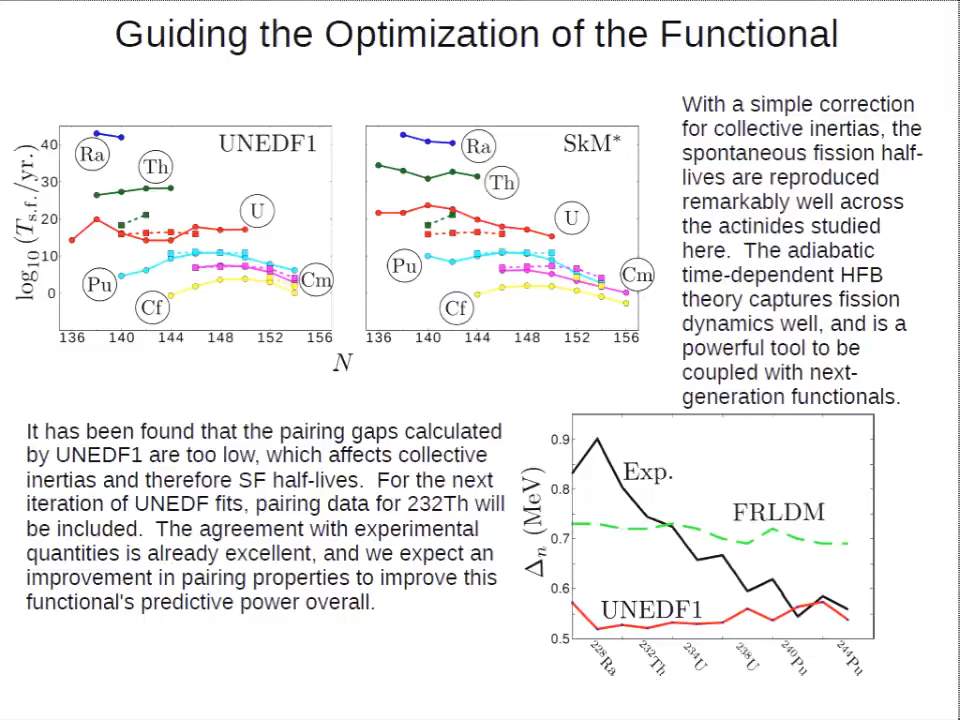 Guiding the Optimization of the Functional
With a simple correction
for collective inertias, the
spontaneous fission half-
lives are reproduced
remarkably well across
the actinides studied
here. The adiabatic
time-dependent HFB
theory captures fission
dynamics well, and is a
powerful tool to be
coupled with next-
generation functionals.
log10 (Ts.f./yr.)
40
30
20
10
0
UNEDF1
Ra
Th
U
Pu
Cm
Cf
136 140 144 148 152 156
SkM*
Ra
Th
U
Pu
Cm
Cf
136 140 144 148 152 156
N
It has been found that the pairing gaps calculated
by UNEDF1 are too low, which affects collective
inertias and therefore SF half-lives. For the next
iteration of UNEDF fits, pairing data for 232Th will
be included. The agreement with experimental
quantities is already excellent, and we expect an
improvement in pairing properties to improve this
functional's predictive power overall.
Δn (MeV)
0.9
0.8
0.7
0.6
0.5
Exp.
FRLDM
UNEDF1
228Ra 232Th 234U 238U 240Pu 244Pu